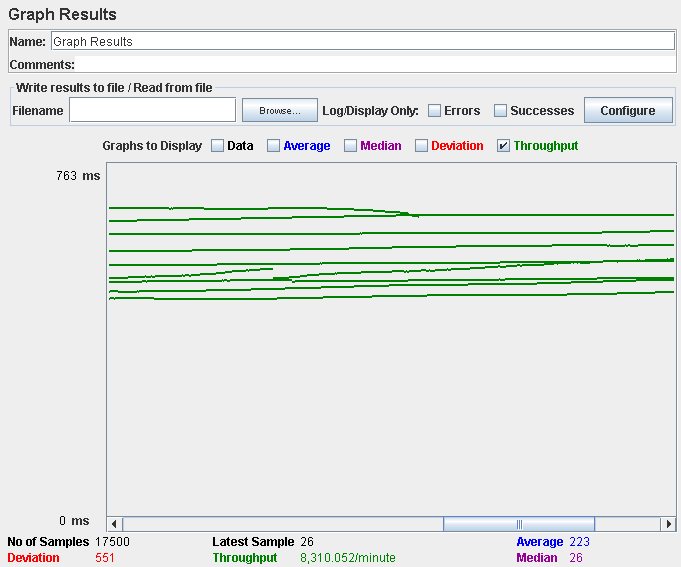 Graph Results
Name: Graph Results
Comments:
Write results to file / Read from file
Filename Browse... Log/Display Only: Errors Successes Configure
Graphs to Display Data Average Median Deviation Throughput
763 ms
0 ms
No of Samples 17500 Latest Sample 26 Average 223
Deviation 551 Throughput 8,310.052/minute Median 26